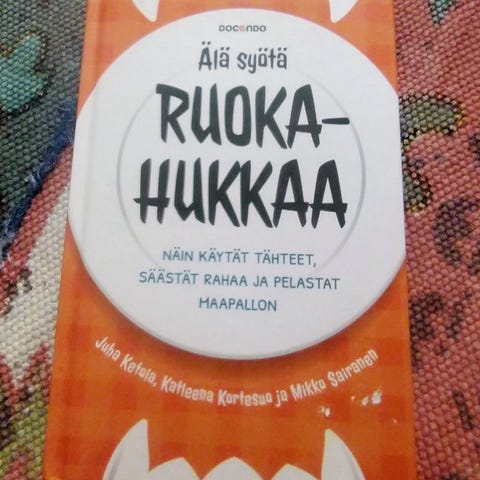 DOCENDO
Älä syötä
RUOKA-
HUKKAA
NÄIN KÄYTÄT TÄHTEET,
SÄÄSTÄT RAHAA JA PELASTAT
MAAPALLON
Juha Ketola, Katleena Kortesuo ja Mikko Sairanen